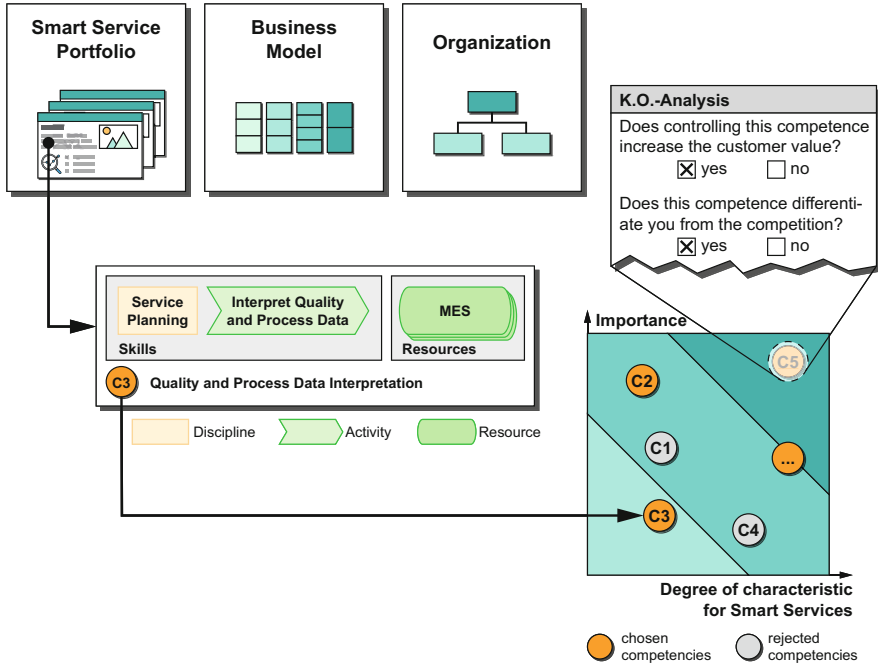 Smart Service
Portfolio
Business
Model
Organization
K.O.-Analysis
Does controlling this competence
increase the customer value?
yes
no
Does this competence differenti-
ate you from the competition?
yes
no
Service
Planning
Interpret Quality
and Process Data
MES
Skills
Resources
C3
Quality and Process Data Interpretation
Discipline
Activity
Resource
Importance
C5
C2
C1
...
C3
C4
Degree of characteristic
for Smart Services
chosen
competencies
rejected
competencies